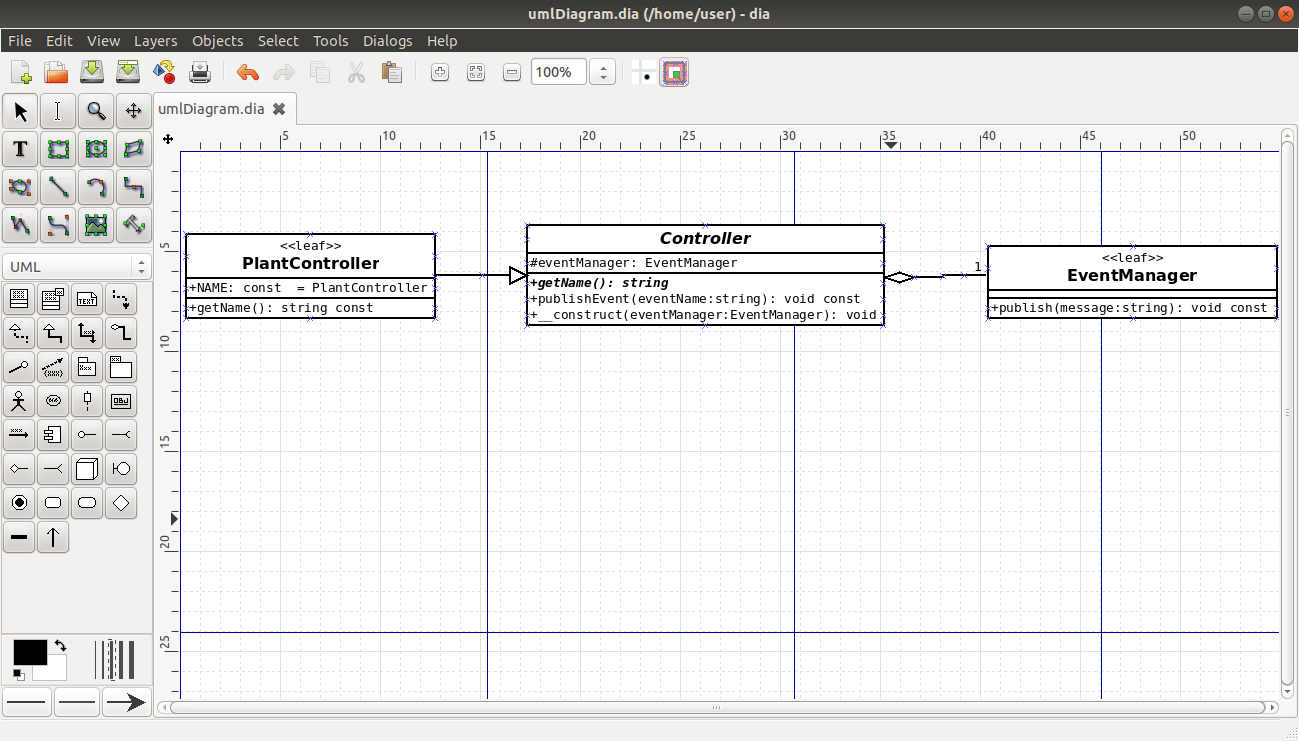 umlDiagram.dia (/home/user) - dia
File Edit View Layers Objects Select Tools Dialogs Help
100%
umlDiagram.dia
5 10 15 20 25 30 35 40 45 50
T
UML
TEXT
OBJ
5
10
15
20
25
<<leaf>>
PlantController
+NAME: const  = PlantController
+getName(): string const
Controller
#eventManager: EventManager
+getName(): string
+publishEvent(eventName:string): void const
+__construct(eventManager:EventManager): void
1
<<leaf>>
EventManager
+publish(message:string): void const